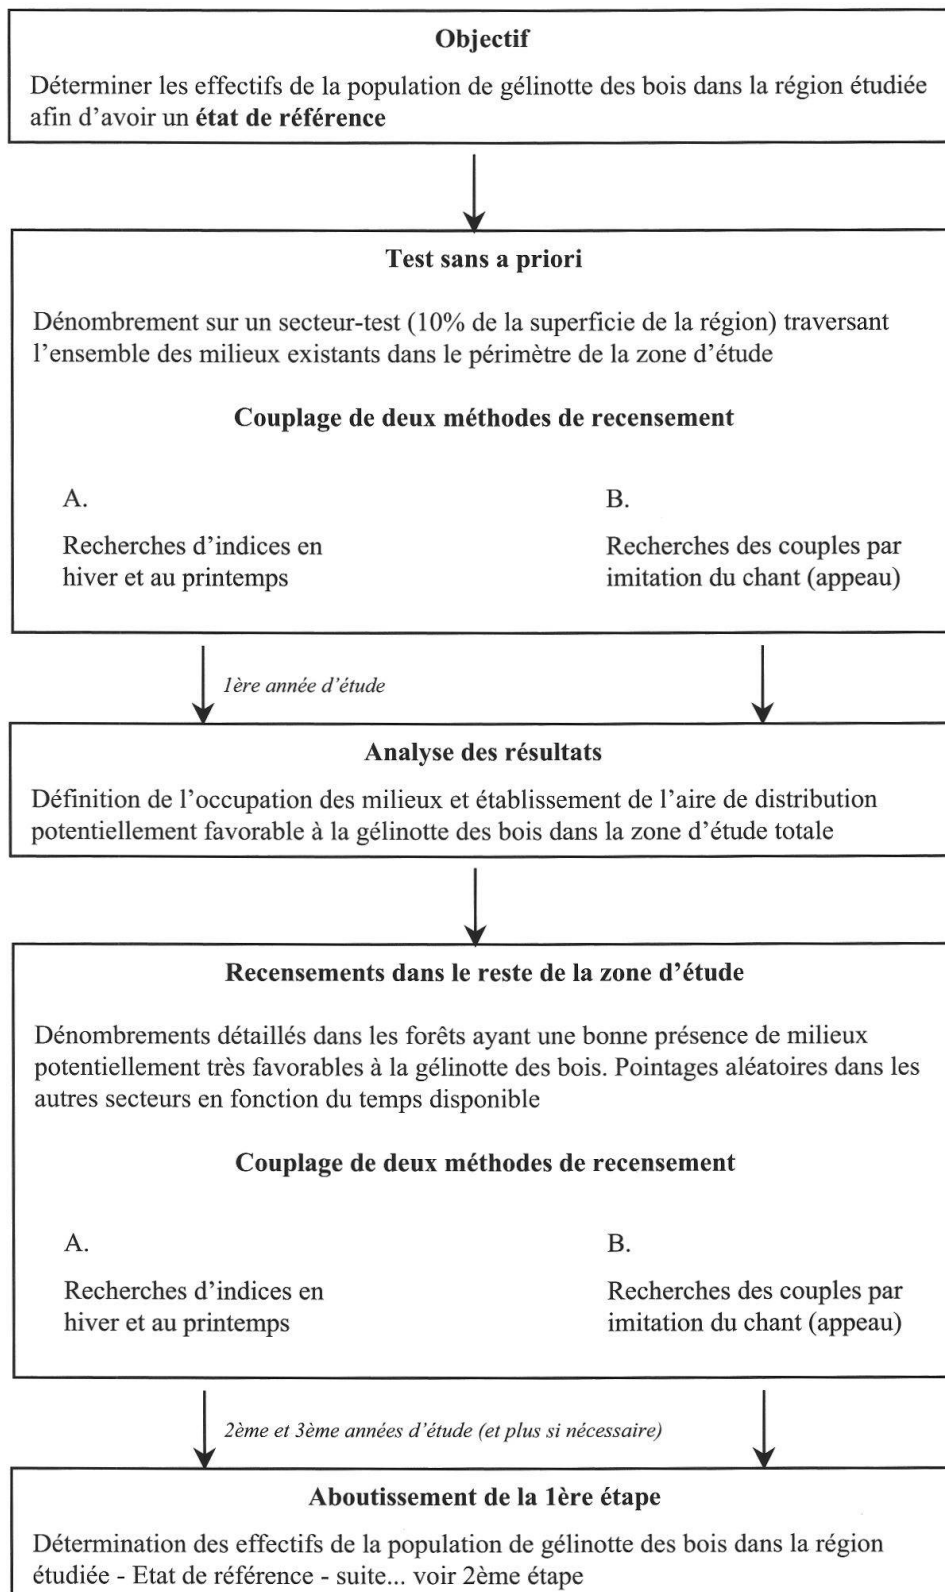 Objectif
Déterminer les effectifs de la population de gélinotte des bois dans la région étudiée
afin d'avoir un état de référence
Test sans a priori
Dénombrement sur un secteur-test (10% de la superficie de la région) traversant
l'ensemble des milieux existants dans le périmètre de la zone d'étude
Couplage de deux méthodes de recensement
A.
Recherches d'indices en
hiver et au printemps
B.
Recherches des couples par
imitation du chant (appeau)
1ère année d'étude
Analyse des résultats
Définition de l'occupation des milieux et établissement de l'aire de distribution
potentiellement favorable à la gélinotte des bois dans la zone d'étude totale
Recensements dans le reste de la zone d'étude
Dénombrements détaillés dans les forêts ayant une bonne présence de milieux
potentiellement très favorables à la gélinotte des bois. Pointages aléatoires dans les
autres secteurs en fonction du temps disponible
Couplage de deux méthodes de recensement
A.
Recherches d'indices en
hiver et au printemps
B.
Recherches des couples par
imitation du chant (appeau)
2ème et 3ème années d'étude (et plus si nécessaire)
Aboutissement de la 1ère étape
Détermination des effectifs de la population de gélinotte des bois dans la région
étudiée - Etat de référence - suite... voir 2ème étape